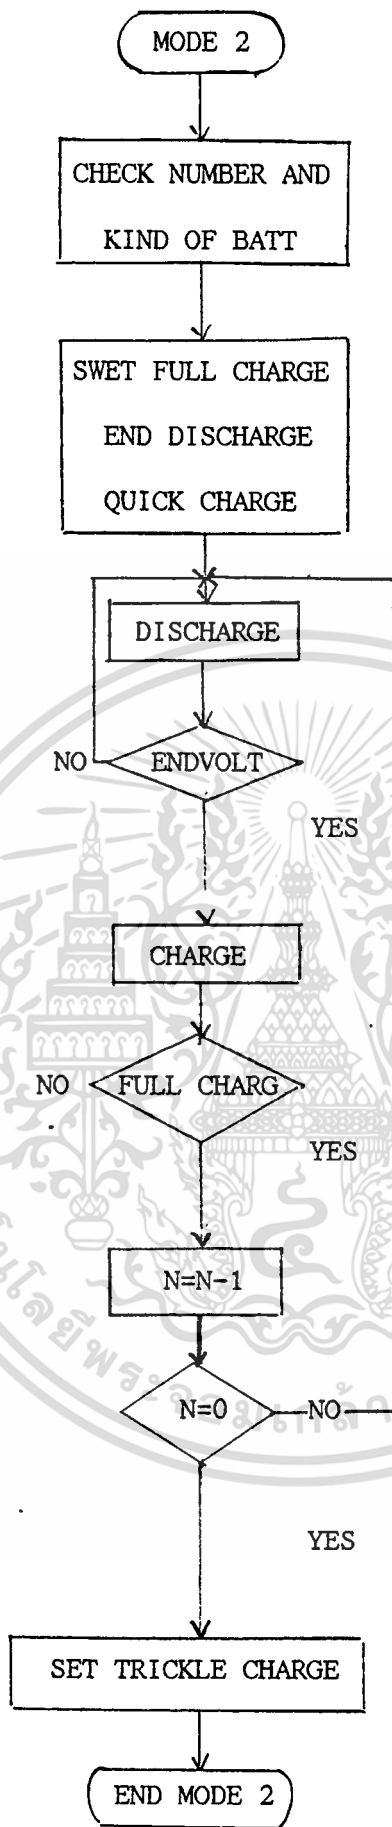 MODE 2
CHECK NUMBER AND
KIND OF BATT
SWET FULL CHARGE
END DISCHARGE
QUICK CHARGE
DISCHARGE
NO
ENDVOLT
YES
CHARGE
NO
FULL CHARG
YES
N=N-1
N=0
NO
YES
SET TRICKLE CHARGE
END MODE 2